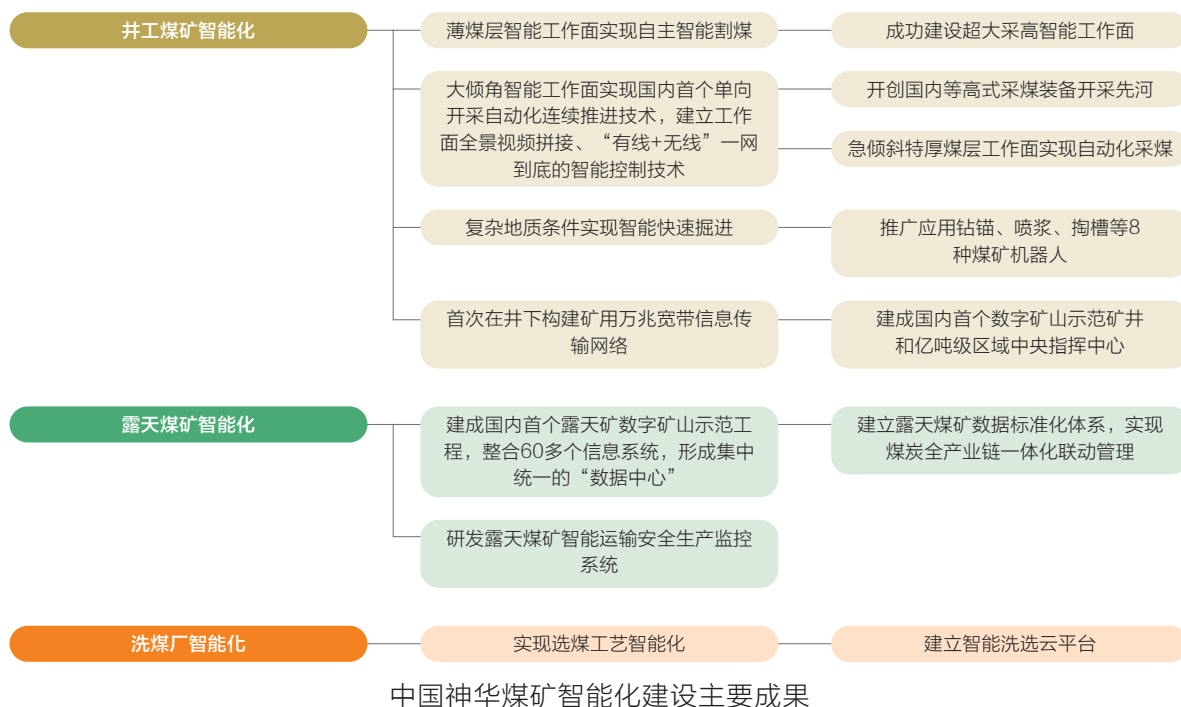 井工煤矿智能化
薄煤层智能工作面实现自主智能割煤
成功建设超大采高智能工作面
大倾角智能工作面实现国内首个单向
开采自动化连续推进技术，建立工作
面全景视频拼接、“有线+无线”一网
到底的智能控制技术
开创国内等高式采煤装备开采先河
急倾斜特厚煤层工作面实现自动化采煤
复杂地质条件实现智能快速掘进
推广应用钻锚、喷浆、掏槽等8
种煤矿机器人
首次在井下构建矿用万兆宽带信息传
输网络
建成国内首个数字矿山示范矿井
和亿吨级区域中央指挥中心
露天煤矿智能化
建成国内首个露天矿数字矿山示范工
程，整合60多个信息系统，形成集中
统一的“数据中心”
建立露天煤矿数据标准化体系，实现
煤炭全产业链一体化联动管理
研发露天煤矿智能运输安全生产监控
系统
洗煤厂智能化
实现选煤工艺智能化
建立智能洗选云平台
中国神华煤矿智能化建设主要成果